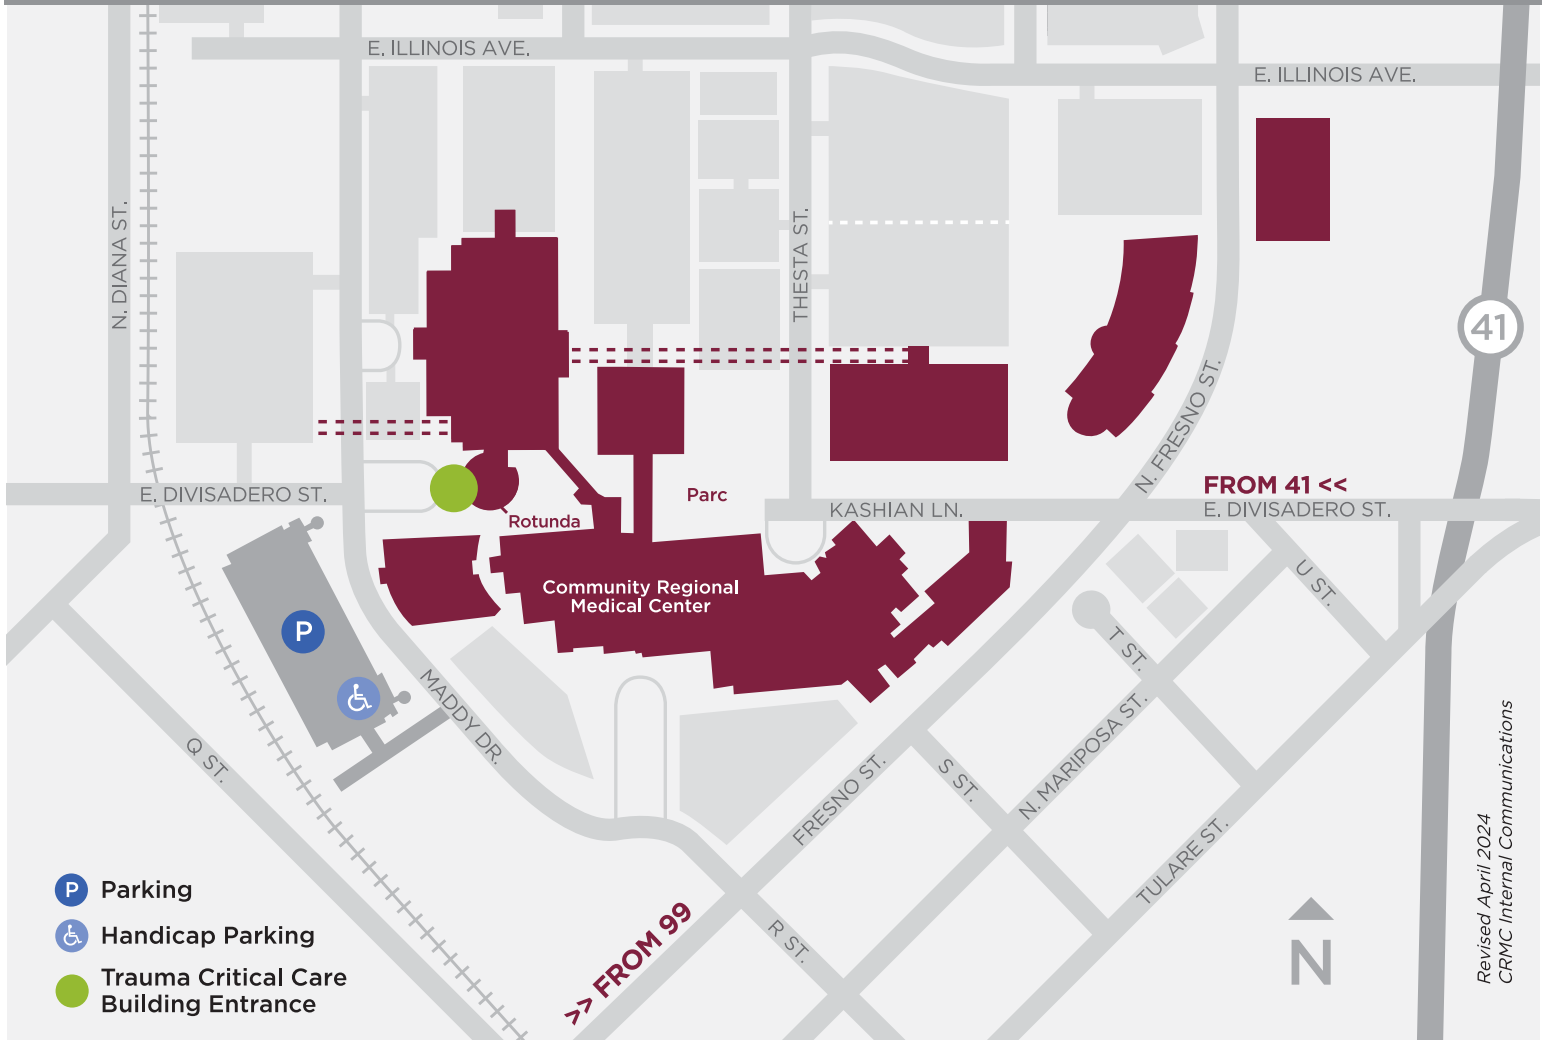 E. ILLINOIS AVE.
E. ILLINOIS AVE.
N. DIANA ST.
THESTA ST.
41
N. FRESNO ST.
E. DIVISADERO ST.
Rotunda
Parc
KASHIAN LN.
FROM 41 <<
E. DIVISADERO ST.
Community Regional
Medical Center
U ST.
P
T ST.
MADDY DR.
Q ST.
FRESNO ST.
S ST.
N. MARIPOSA ST.
TULARE ST.
R ST.
>> FROM 99
P Parking
Handicap Parking
Trauma Critical Care
Building Entrance
N
Revised April 2024
CRMC Internal Communications